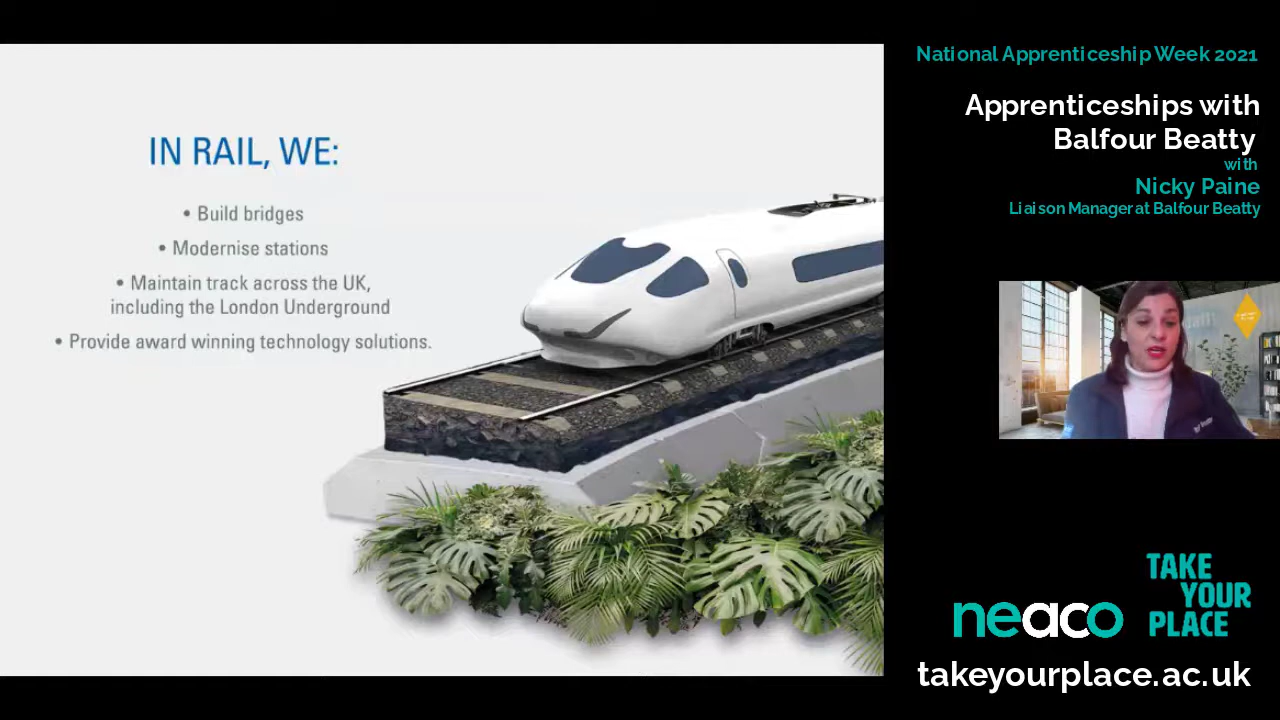 IN RAIL, WE:
• Build bridges
• Modernise stations
• Maintain track across the UK,
including the London Underground
• Provide award winning technology solutions.
National Apprenticeship Week 2021
Apprenticeships with
Balfour Beatty
with
Nicky Paine
Liaison Manager at Balfour Beatty
neaco
TAKE
YOUR
PLACE
takeyourplace.ac.uk